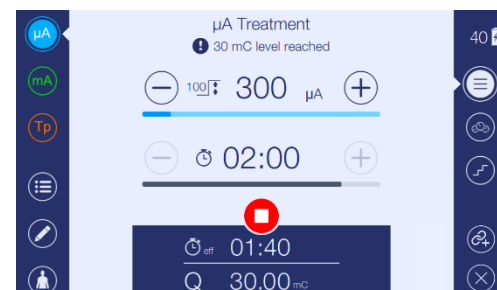 µA
µA Treatment
! 30 mC level reached
40
mA
100 300 µA
Tp
02:00
off 01:40
Q 30.00 mC